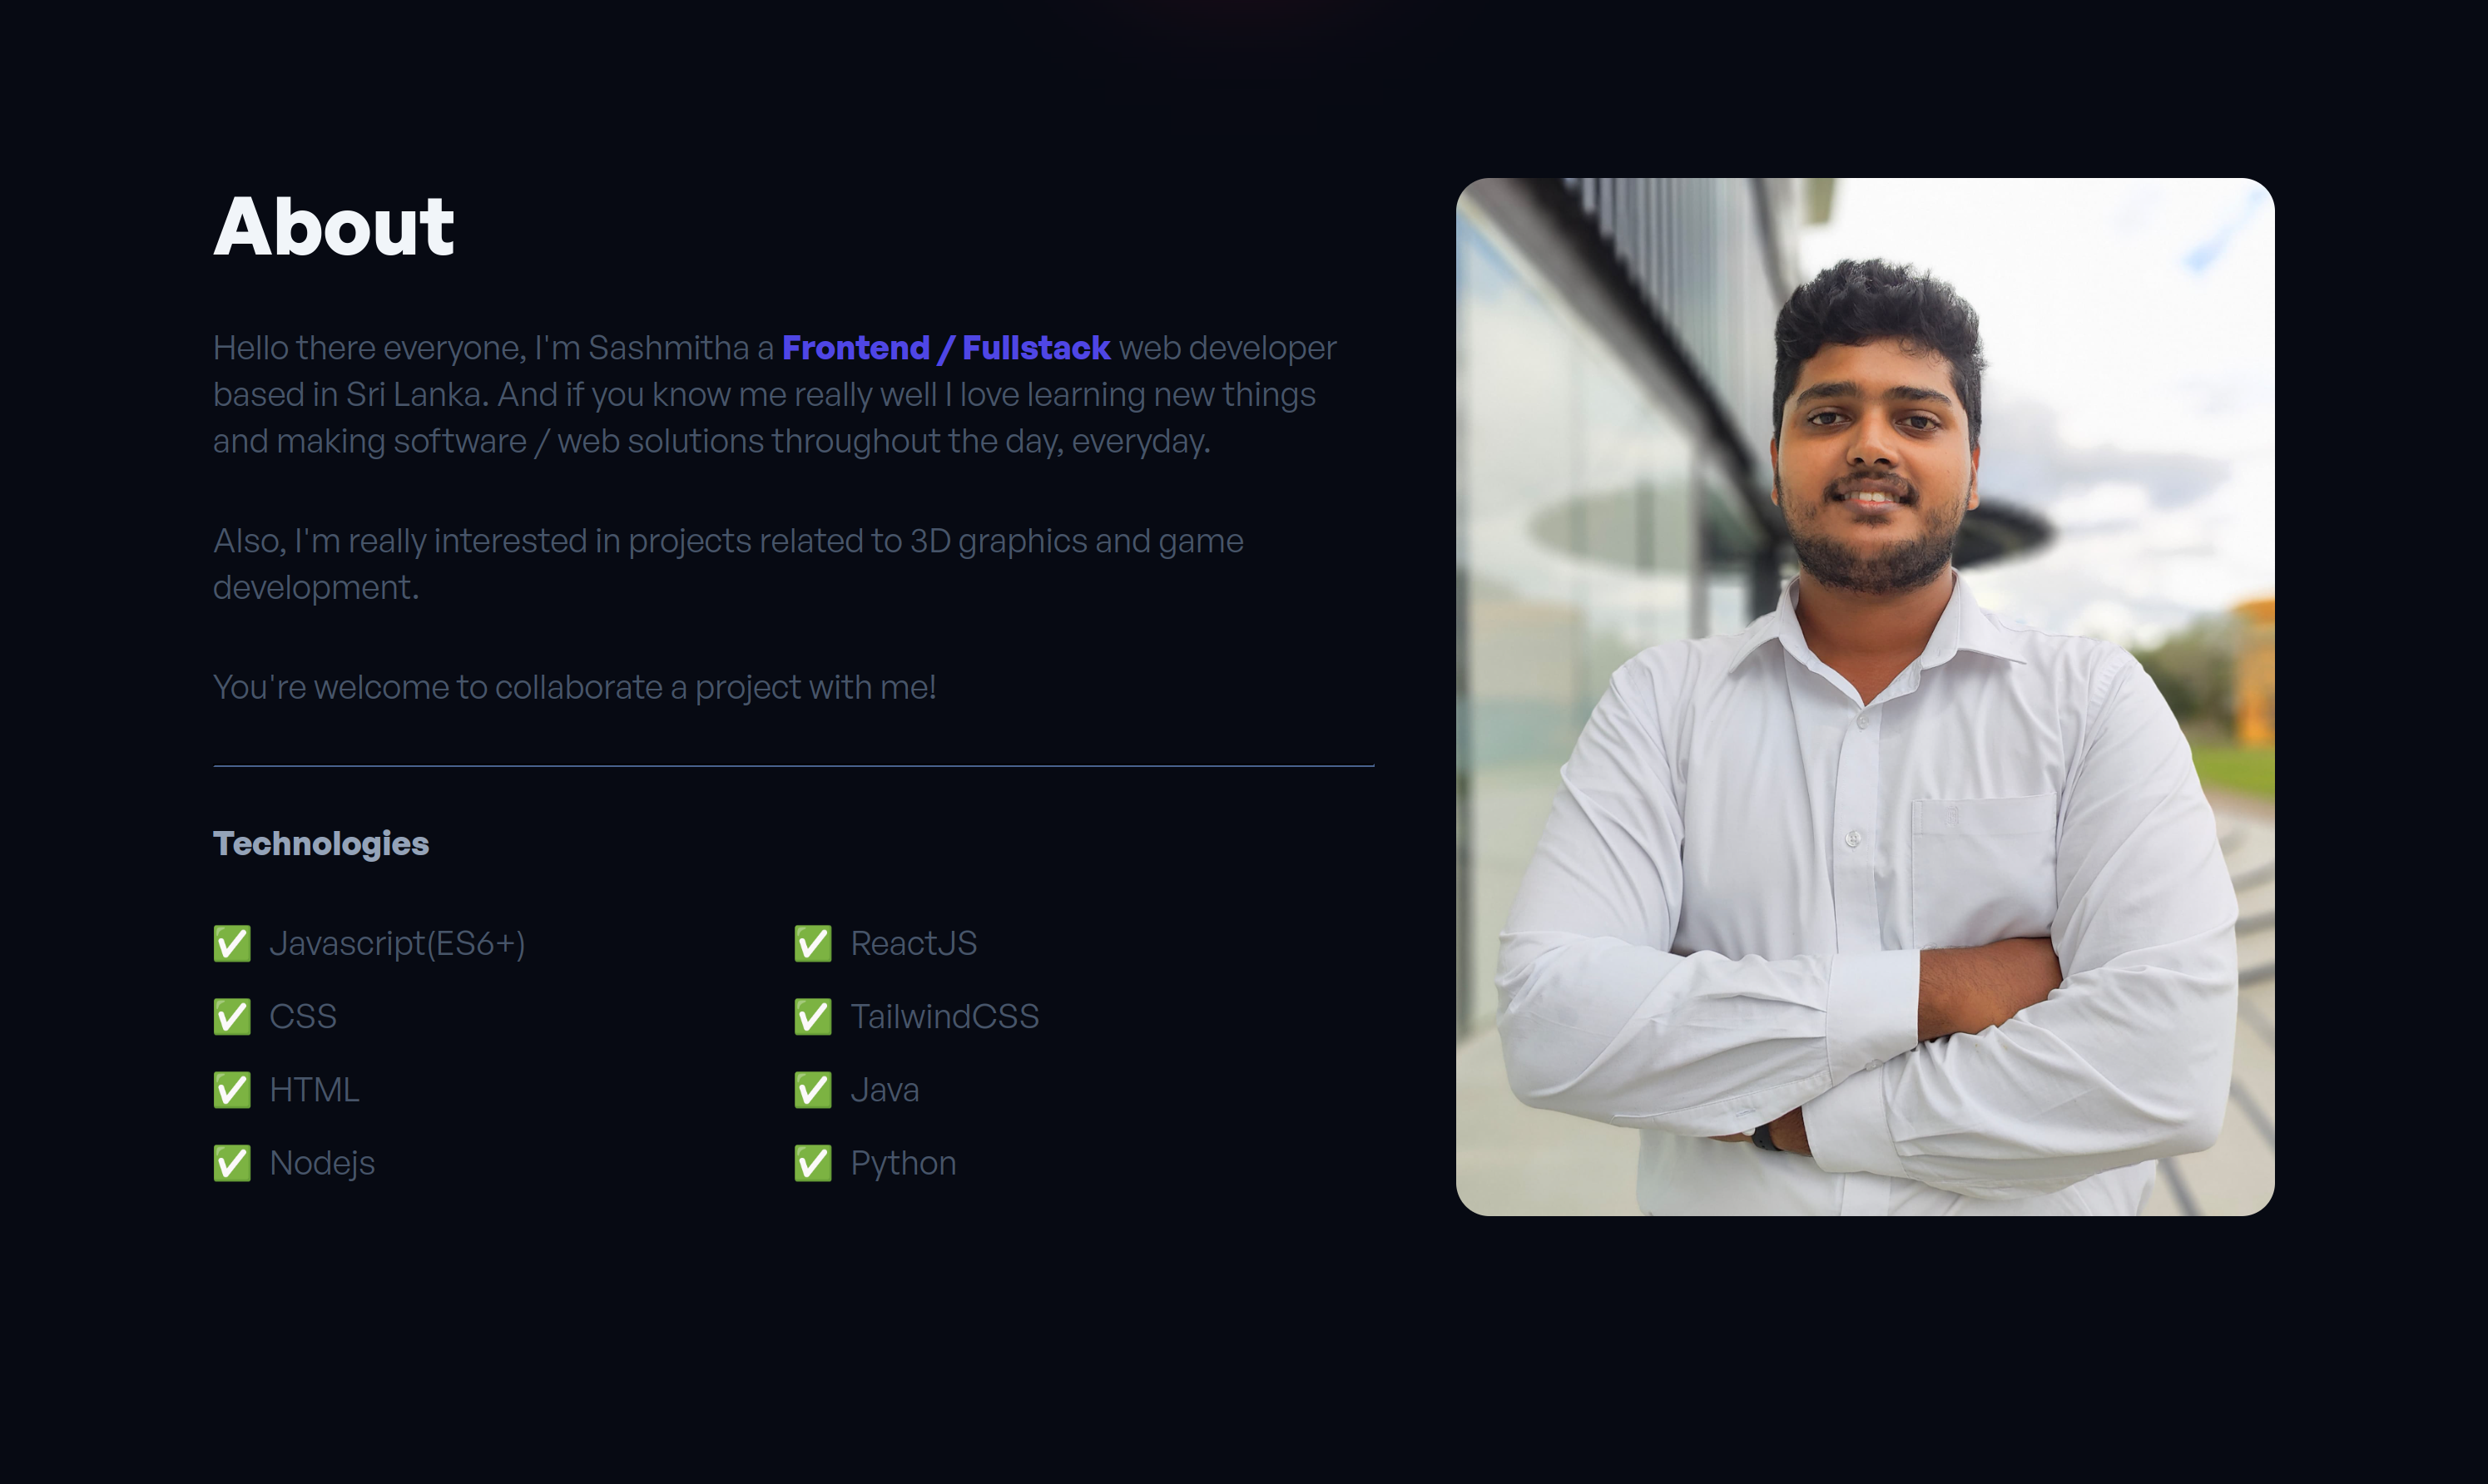 About
Hello there everyone, I'm Sashmitha a Frontend / Fullstack web developer
based in Sri Lanka. And if you know me really well I love learning new things
and making software / web solutions throughout the day, everyday.
Also, I'm really interested in projects related to 3D graphics and game
development.
You're welcome to collaborate a project with me!
Technologies
✅ Javascript(ES6+)
✅ ReactJS
✅ CSS
✅ TailwindCSS
✅ HTML
✅ Java
✅ Nodejs
✅ Python